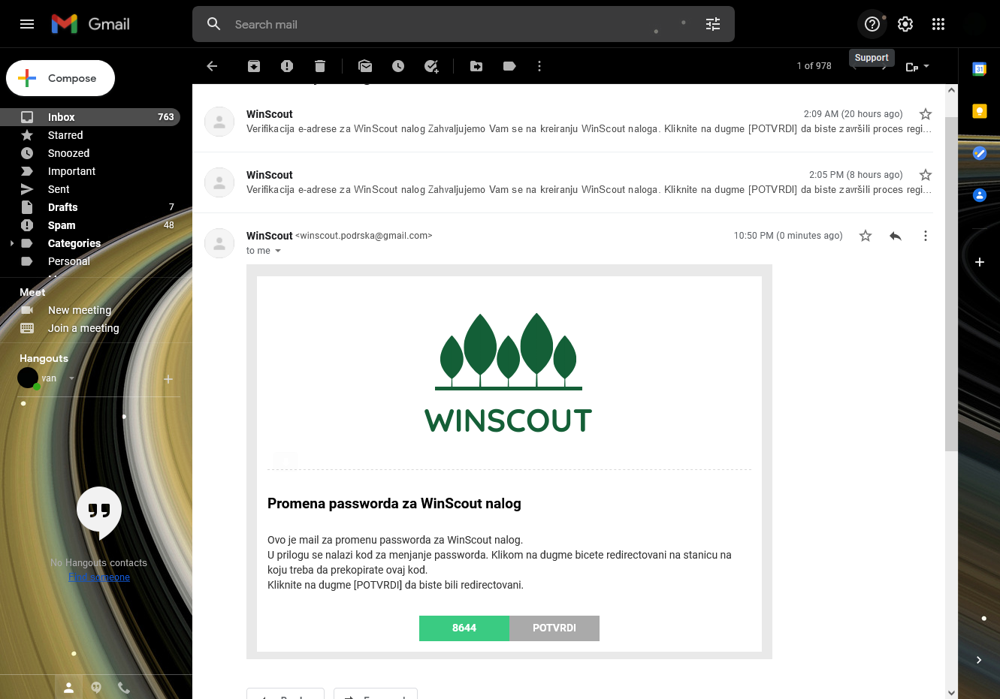 Gmail
Search mail
Support
Compose
1 of 978
31
Inbox 763
Starred
Snoozed
Important
Sent
Drafts 7
Spam 48
Categories
Personal
Meet
New meeting
Join a meeting
Hangouts
van
No Hangouts contacts
Find someone
WinScout
2:09 AM (20 hours ago)
Verifikacija e-adrese za WinScout nalog Zahvaljujemo Vam se na kreiranju WinScout naloga. Kliknite na dugme [POTVRDI] da biste završili proces regi...
WinScout
2:05 PM (8 hours ago)
Verifikacija e-adrese za WinScout nalog Zahvaljujemo Vam se na kreiranju WinScout naloga. Kliknite na dugme [POTVRDI] da biste završili proces regi...
WinScout <winscout.podrska@gmail.com>
10:50 PM (0 minutes ago)
to me
WINSCOUT
Promena passworda za WinScout nalog
Ovo je mail za promenu passworda za WinScout nalog.
U prilogu se nalazi kod za menjanje passworda. Klikom na dugme bicete redirectovani na stanicu na
koju treba da prekopirate ovaj kod.
Kliknite na dugme [POTVRDI] da biste bili redirectovani.
8644 POTVRDI